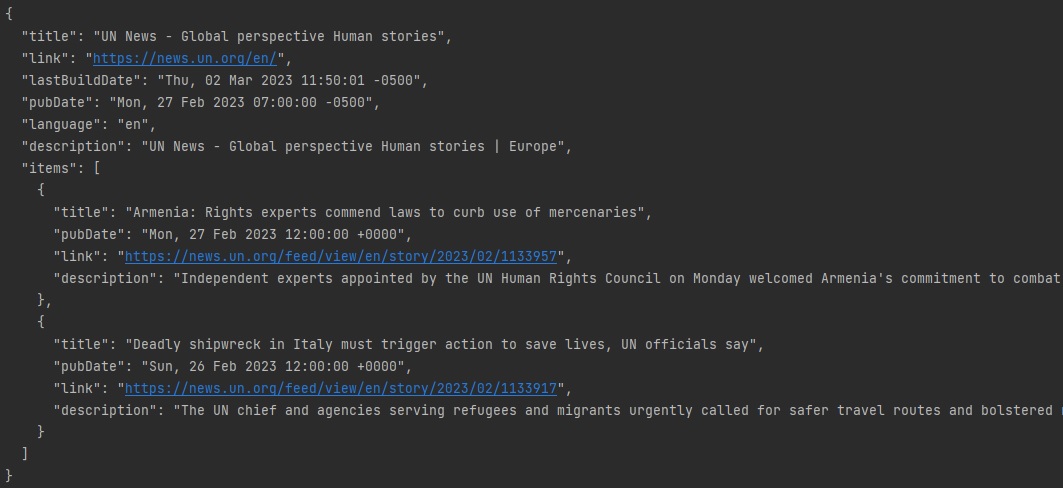 {
"title": "UN News - Global perspective Human stories",
"link": "https://news.un.org/en/",
"lastBuildDate": "Thu, 02 Mar 2023 11:50:01 -0500",
"pubDate": "Mon, 27 Feb 2023 07:00:00 -0500",
"language": "en",
"description": "UN News - Global perspective Human stories | Europe",
"items": [
{
"title": "Armenia: Rights experts commend laws to curb use of mercenaries",
"pubDate": "Mon, 27 Feb 2023 12:00:00 +0000",
"link": "https://news.un.org/feed/view/en/story/2023/02/1133957",
"description": "Independent experts appointed by the UN Human Rights Council on Monday welcomed Armenia's commitment to combat
},
{
"title": "Deadly shipwreck in Italy must trigger action to save lives, UN officials say",
"pubDate": "Sun, 26 Feb 2023 12:00:00 +0000",
"link": "https://news.un.org/feed/view/en/story/2023/02/1133917",
"description": "The UN chief and agencies serving refugees and migrants urgently called for safer travel routes and bolstered
}
]
}